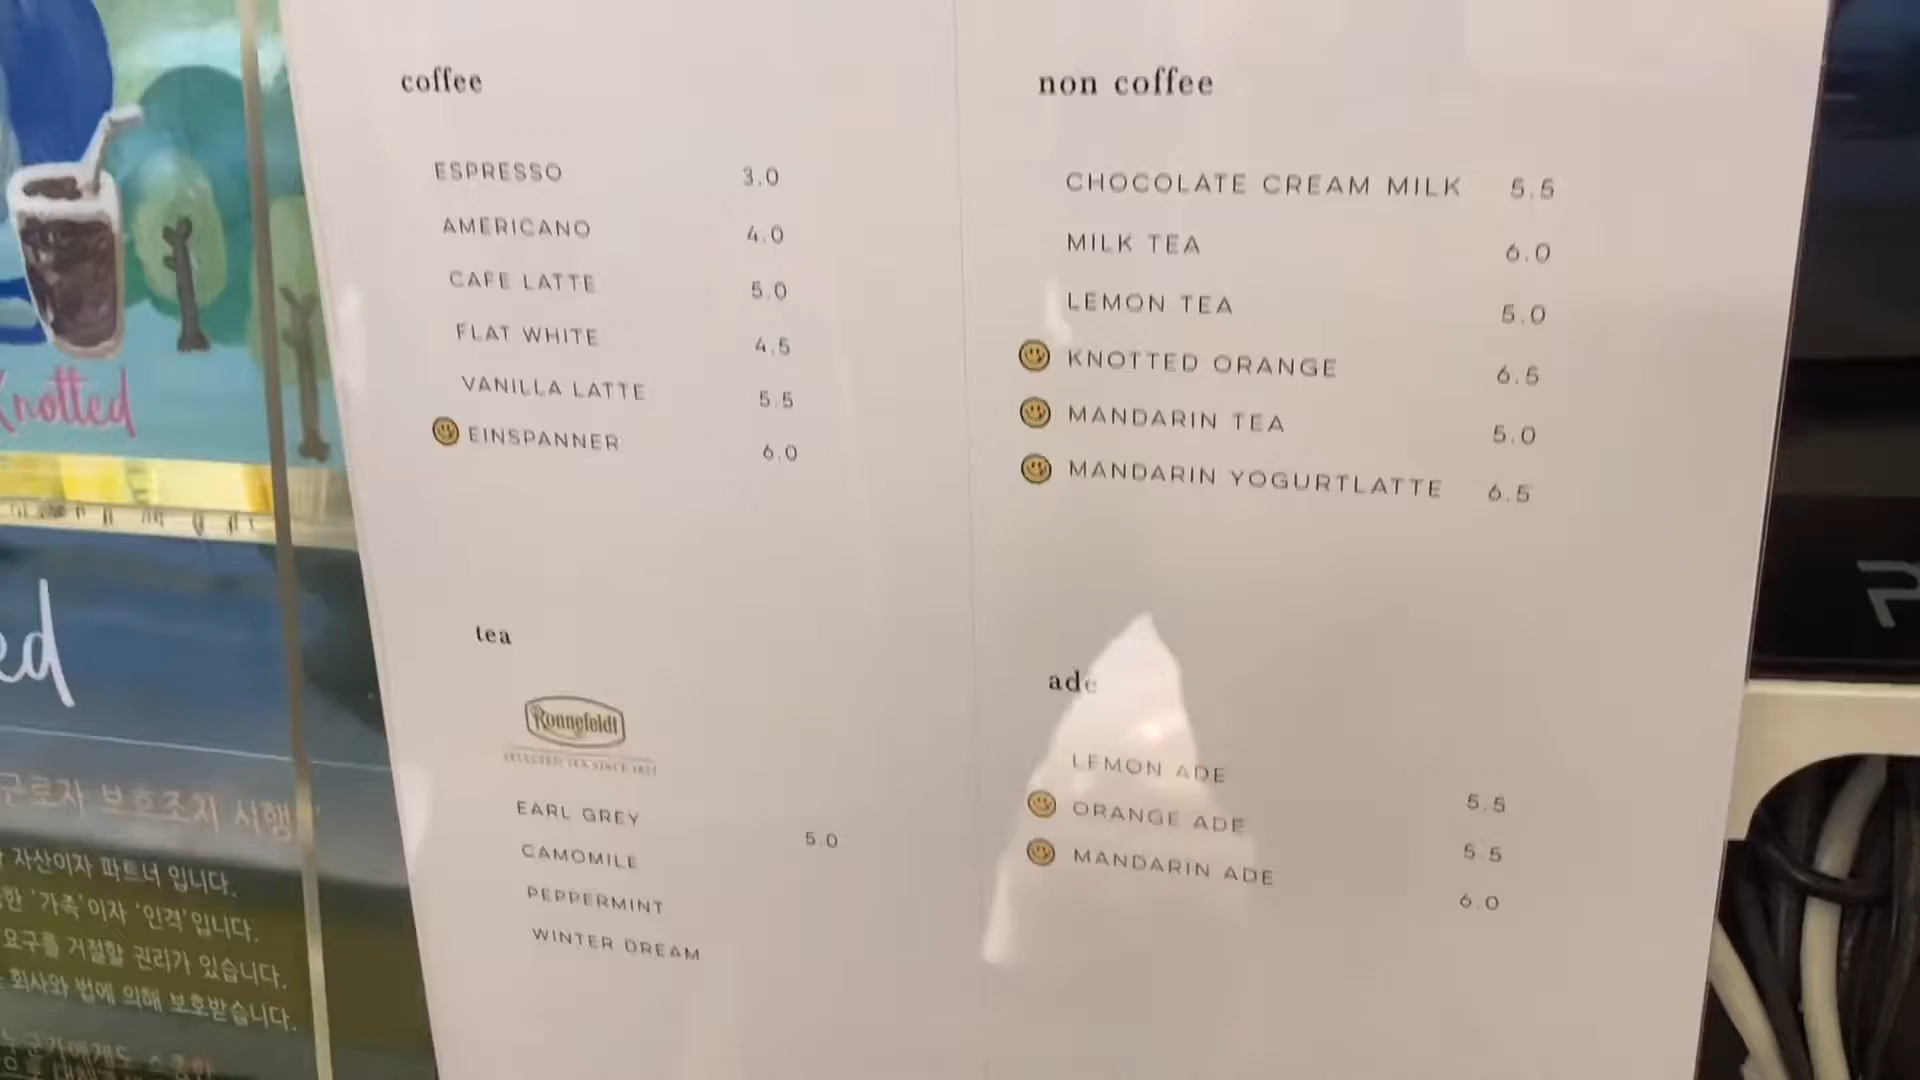 coffee
ESPRESSO 3.0
AMERICANO 4.0
CAFE LATTE 5.0
FLAT WHITE 4.5
VANILLA LATTE 5.5
EINSPANNER 6.0
non coffee
CHOCOLATE CREAM MILK 5.5
MILK TEA 6.0
LEMON TEA 5.0
KNOTTED ORANGE 6.5
MANDARIN TEA 5.0
MANDARIN YOGURTLATTE 6.5
tea
Ronnefeldt
SELECTED TEA SINCE 1823
EARL GREY 5.0
CAMOMILE
PEPPERMINT
WINTER DREAM
ade
LEMON ADE 5.5
ORANGE ADE 5.5
MANDARIN ADE 6.0
Knotted
ed
근로자 보호조치 시행
자산이자 파트너 입니다.
'가족'이자 '인격'입니다.
요구를 거절할 권리가 있습니다.
회사와 법에 의해 보호받습니다.